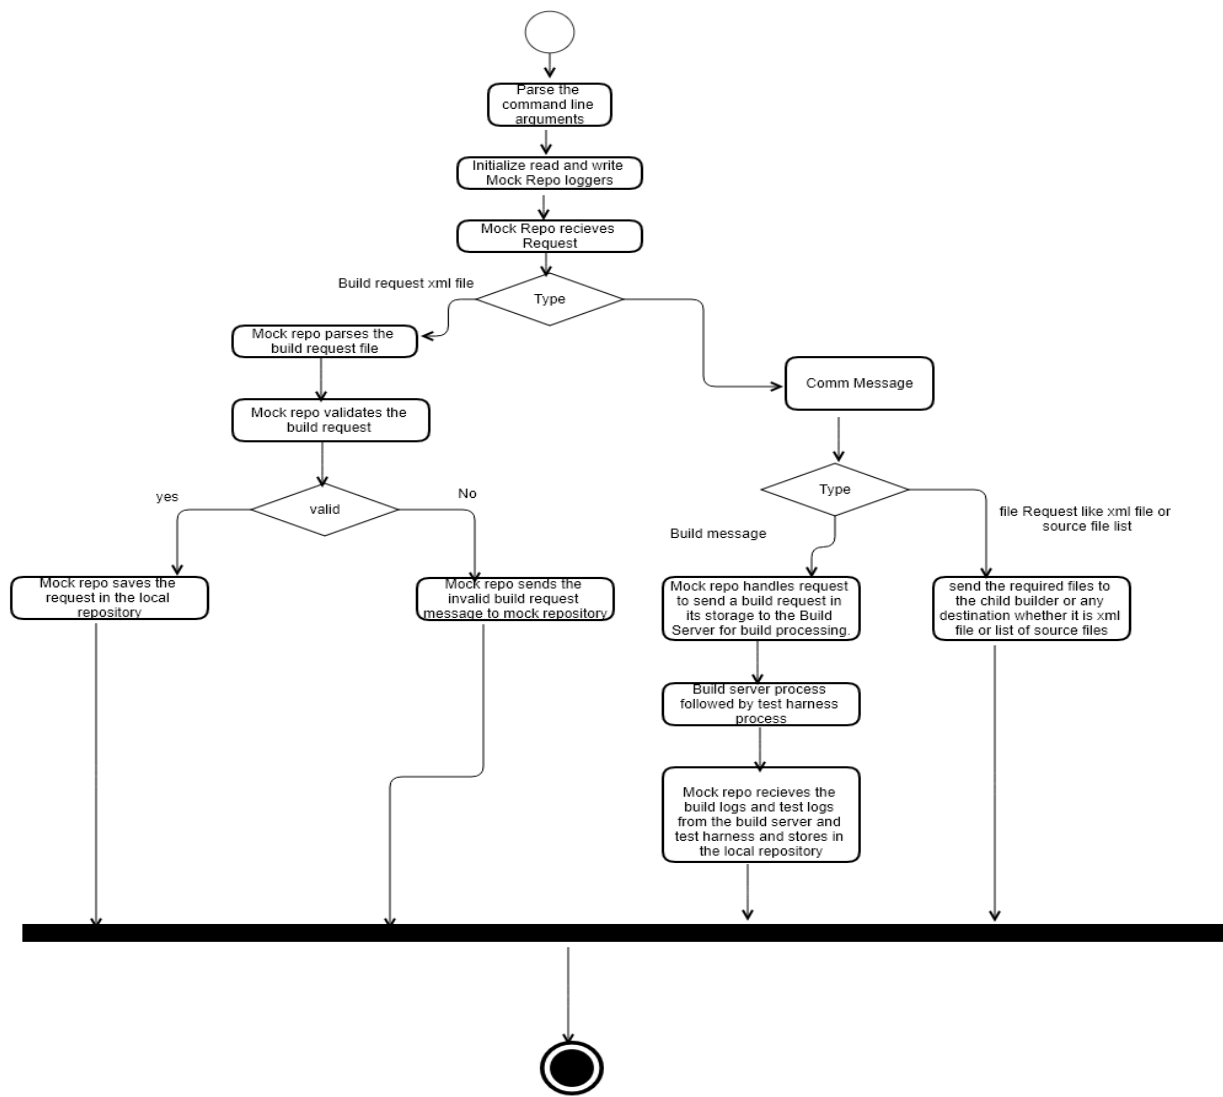 Parse the
command line
arguments
Initialize read and write
Mock Repo loggers
Mock Repo recieves
Request
Build request xml file
Type
Mock repo parses the
build request file
Comm Message
Mock repo validates the
build request
yes
valid
No
Type
Build message
file Request like xml file or
source file list
Mock repo saves the
request in the local
repository
Mock repo sends the
invalid build request
message to mock repository
Mock repo handles request
to send a build request in
its storage to the Build
Server for build processing.
send the required files to
the child builder or any
destination whether it is xml
file or list of source files
Build server process
followed by test harness
process
Mock repo recieves the
build logs and test logs
from the build server and
test harness and stores in
the local repository